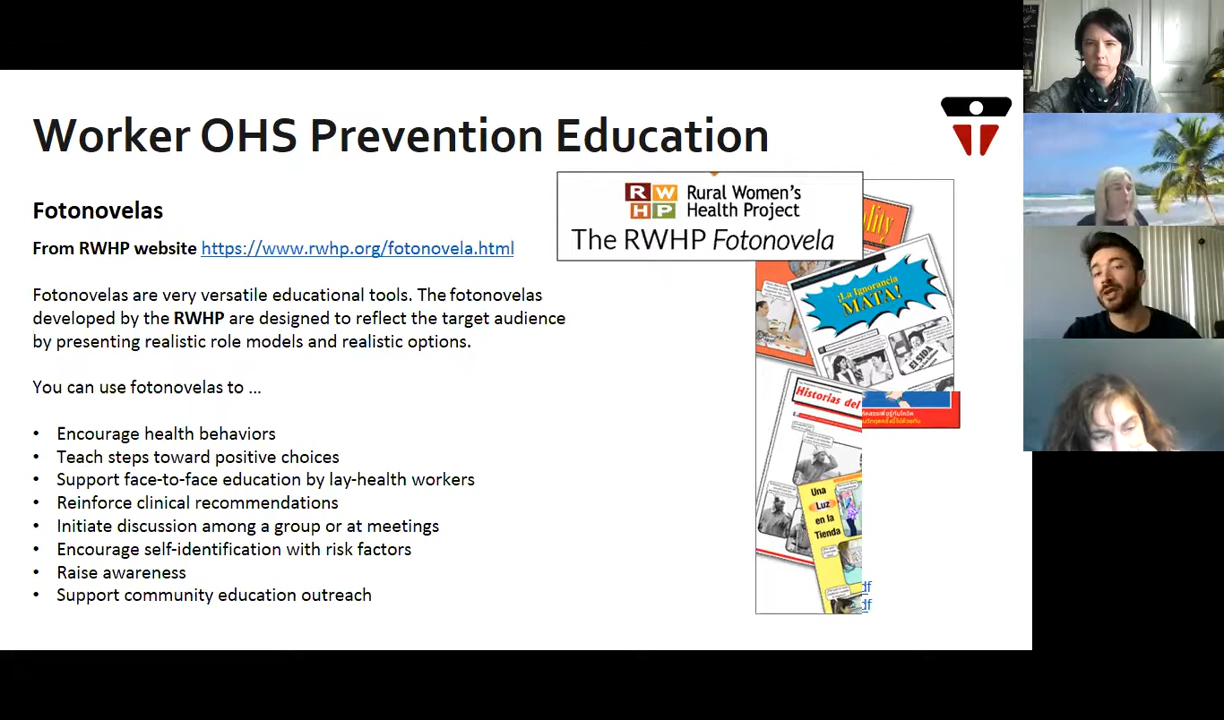 Worker OHS Prevention Education
Fotonovelas
From RWHP website https://www.rwhp.org/fotonovela.html
Fotonovelas are very versatile educational tools. The fotonovelas
developed by the RWHP are designed to reflect the target audience
by presenting realistic role models and realistic options.
You can use fotonovelas to ...
• Encourage health behaviors
• Teach steps toward positive choices
• Support face-to-face education by lay-health workers
• Reinforce clinical recommendations
• Initiate discussion among a group or at meetings
• Encourage self-identification with risk factors
• Raise awareness
• Support community education outreach
RW
HP
Rural Women's
Health Project
The RWHP Fotonovela
¡La Ignorancia
MATA!
El SIDA
Historias del
Una
Luz
en la
Tienda
df
df